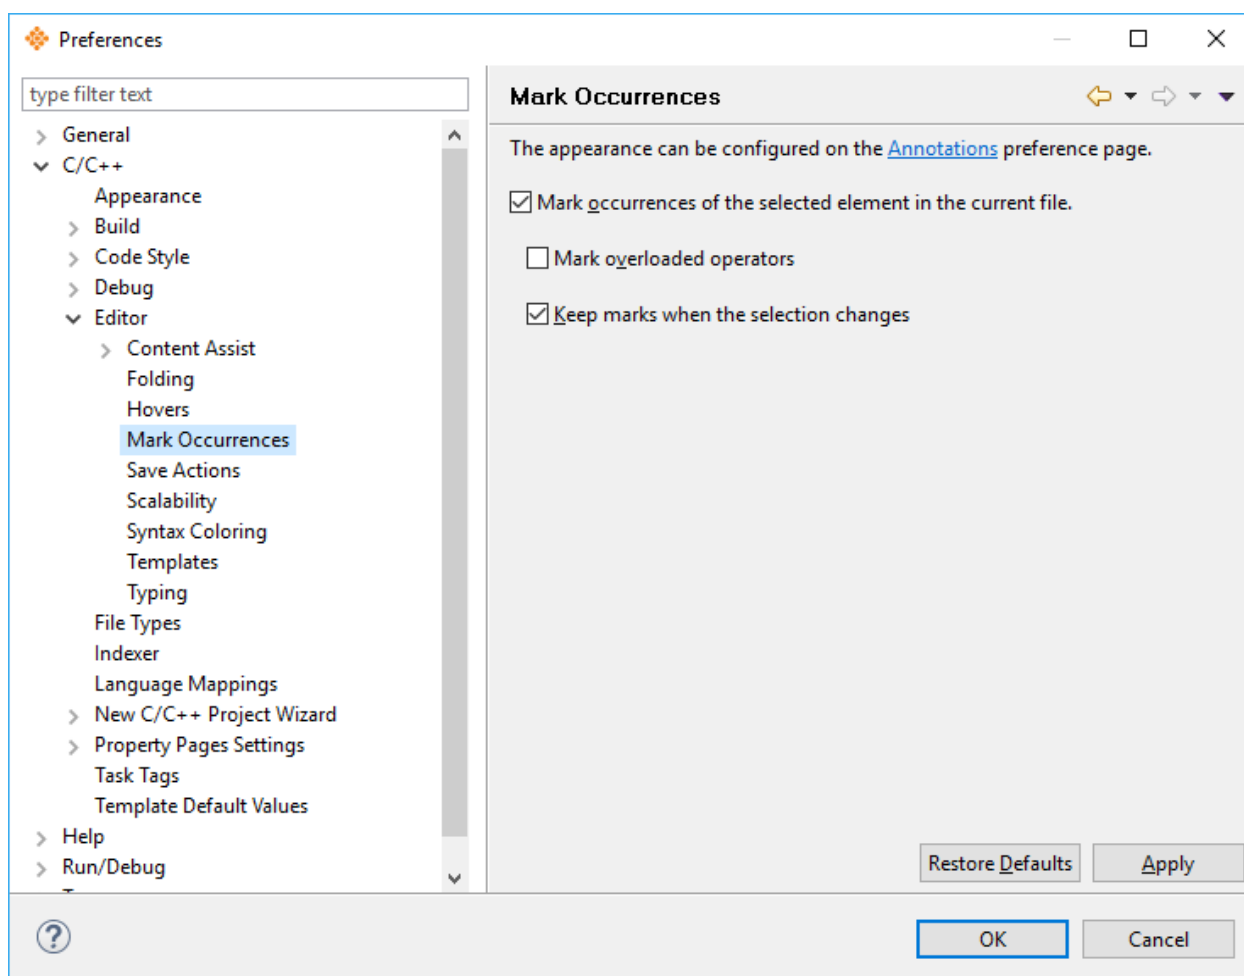 Preferences
type filter text
General
C/C++
Appearance
Build
Code Style
Debug
Editor
Content Assist
Folding
Hovers
Mark Occurrences
Save Actions
Scalability
Syntax Coloring
Templates
Typing
File Types
Indexer
Language Mappings
New C/C++ Project Wizard
Property Pages Settings
Task Tags
Template Default Values
Help
Run/Debug
Mark Occurrences
The appearance can be configured on the Annotations preference page.
Mark occurrences of the selected element in the current file.
Mark overloaded operators
Keep marks when the selection changes
Restore Defaults
Apply
?
OK
Cancel